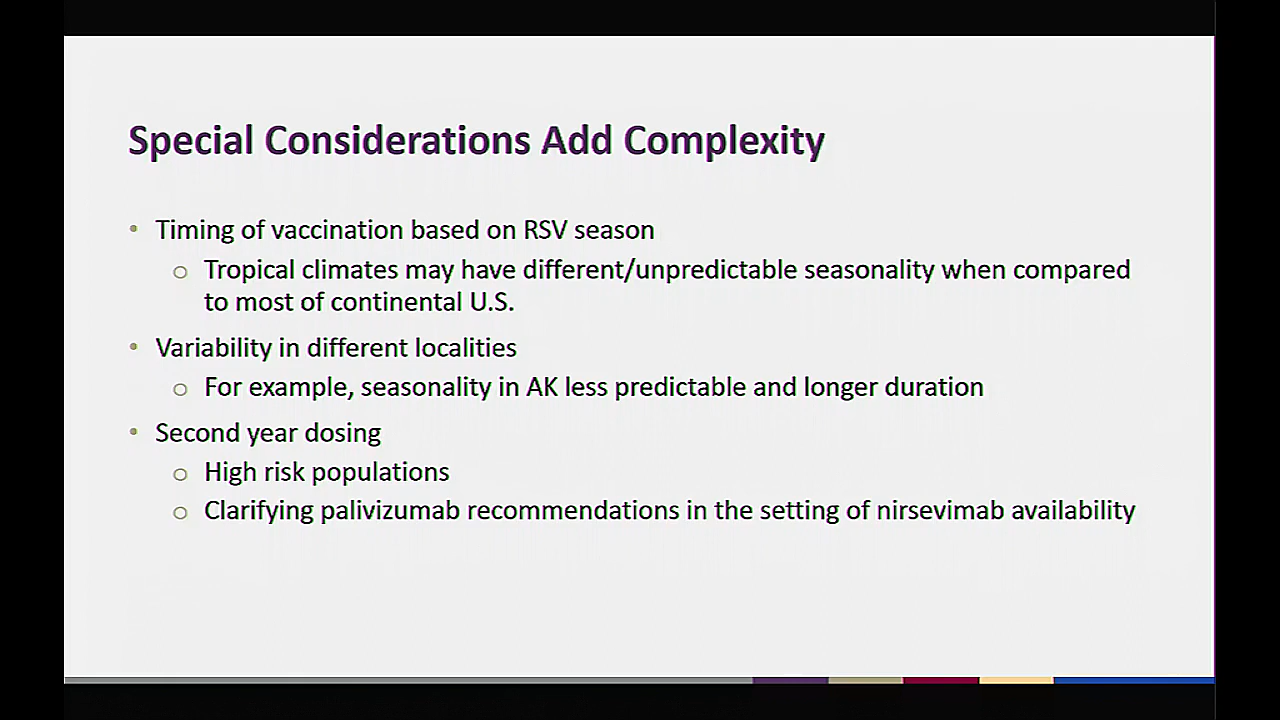 Special Considerations Add Complexity
• Timing of vaccination based on RSV season
o Tropical climates may have different/unpredictable seasonality when compared
to most of continental U.S.
• Variability in different localities
o For example, seasonality in AK less predictable and longer duration
• Second year dosing
o High risk populations
o Clarifying palivizumab recommendations in the setting of nirsevimab availability